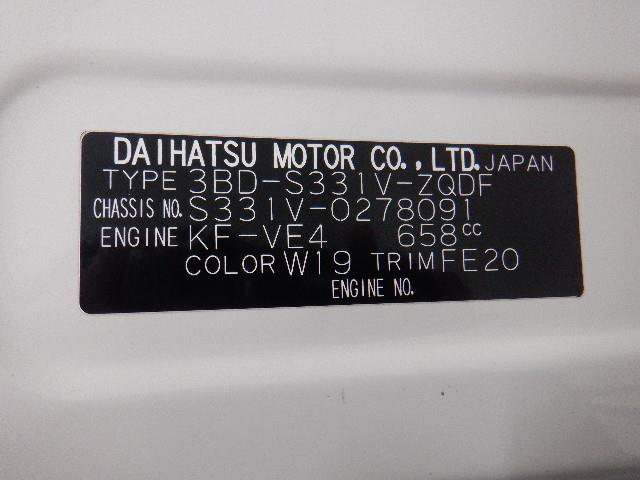 DAIHATSU MOTOR CO., LTD. JAPAN
TYPE 3BD-S331V-ZQDF
CHASSIS NO. S331V-0278091
ENGINE KF-VE4 658cc
COLOR W19 TRIM FE20
ENGINE NO.